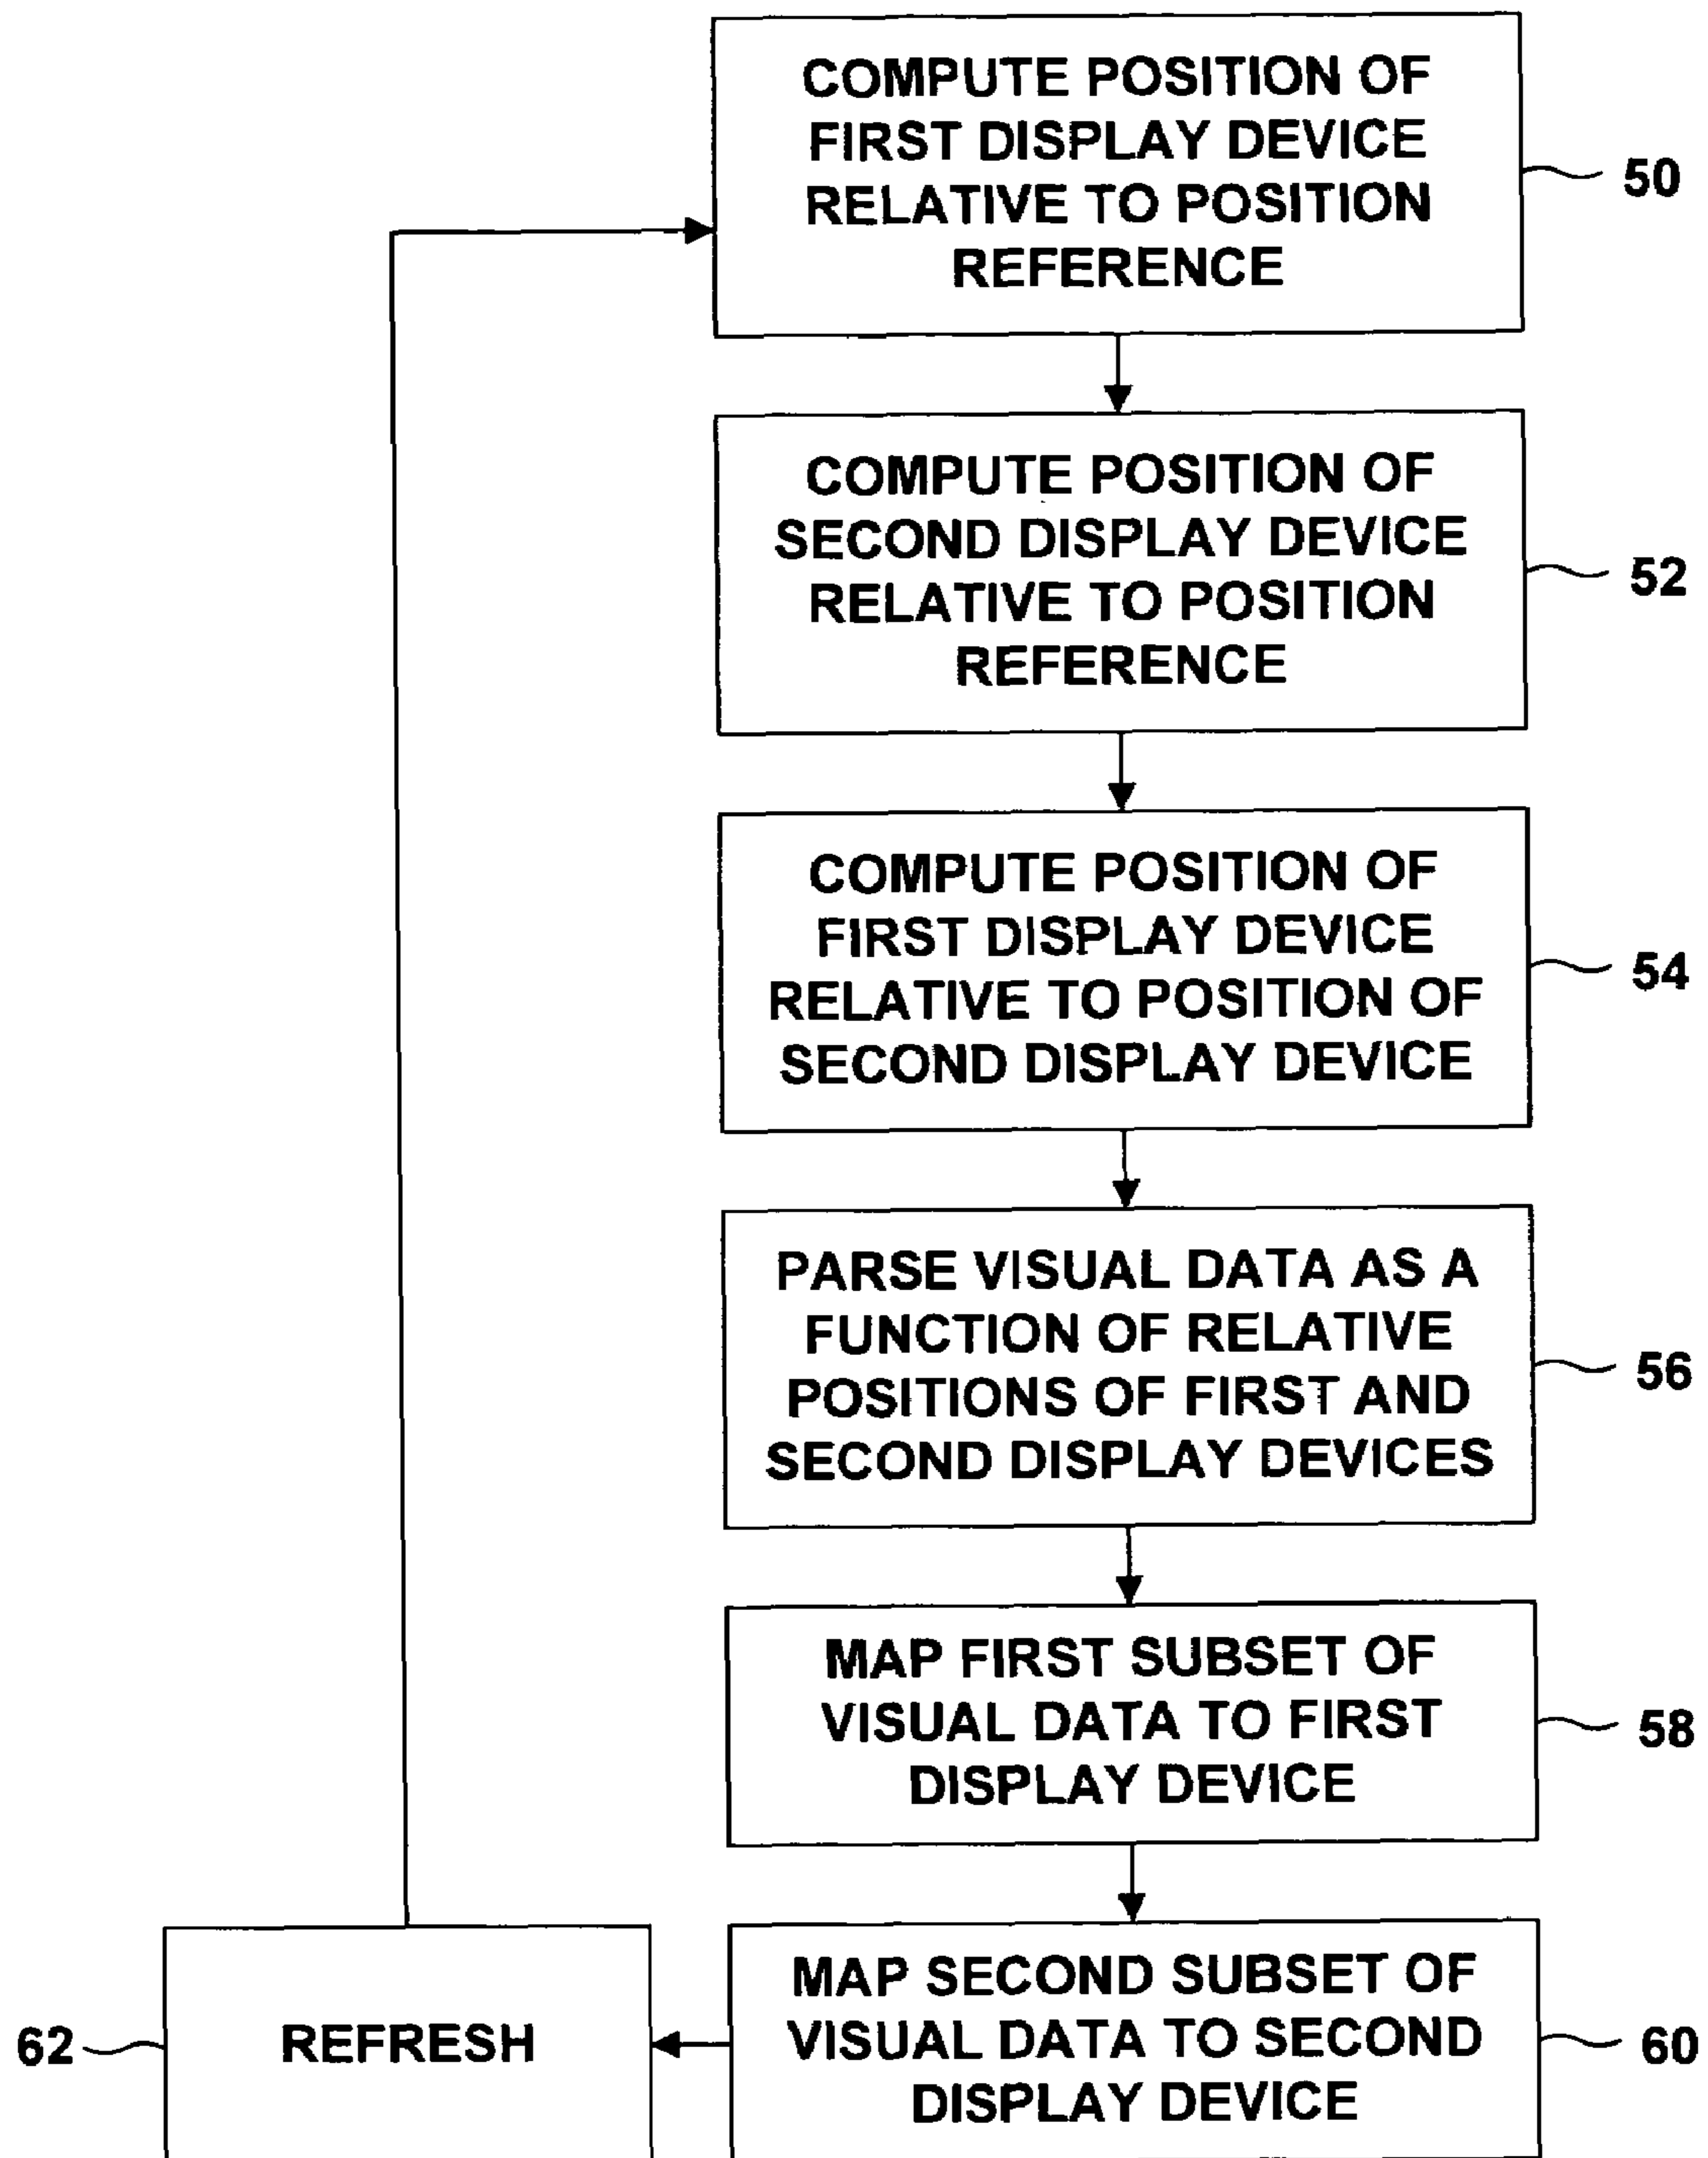 COMPUTE POSITION OF
FIRST DISPLAY DEVICE
RELATIVE TO POSITION
REFERENCE
50
COMPUTE POSITION OF
SECOND DISPLAY DEVICE
RELATIVE TO POSITION
REFERENCE
52
COMPUTE POSITION OF
FIRST DISPLAY DEVICE
RELATIVE TO POSITION OF
SECOND DISPLAY DEVICE
54
PARSE VISUAL DATA AS A
FUNCTION OF RELATIVE
POSITIONS OF FIRST AND
SECOND DISPLAY DEVICES
56
MAP FIRST SUBSET OF
VISUAL DATA TO FIRST
DISPLAY DEVICE
58
MAP SECOND SUBSET OF
VISUAL DATA TO SECOND
DISPLAY DEVICE
60
REFRESH
62